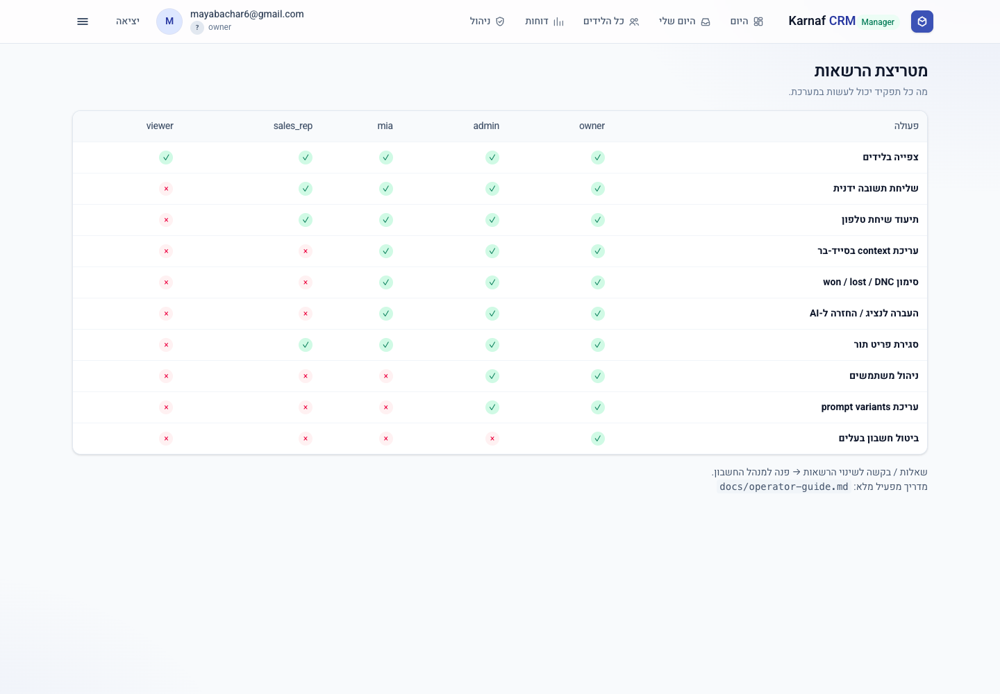 Karnaf CRM Manager
היום
היום שלי
כל הלידים
דוחות
ניהול
mayabachar6@gmail.com
M
? owner
יציאה
מטריצת הרשאות
מה כל תפקיד יכול לעשות במערכת.
פעולה owner admin mia sales_rep viewer
צפייה בלידים ✓ ✓ ✓ ✓ ✓
שליחת תשובה ידנית ✓ ✓ ✓ ✓ ×
תיעוד שיחת טלפון ✓ ✓ ✓ ✓ ×
עריכת context בסייד-בר ✓ ✓ ✓ × ×
סימון won / lost / DNC ✓ ✓ ✓ × ×
העברה לנציג / החזרה ל-AI ✓ ✓ ✓ × ×
סגירת פריט תור ✓ ✓ ✓ ✓ ×
ניהול משתמשים ✓ ✓ × × ×
עריכת prompt variants ✓ ✓ × × ×
ביטול חשבון בעלים ✓ × × × ×
שאלות / בקשה לשינוי הרשאות → פנה למנהל החשבון.
מדריך מפעיל מלא: docs/operator-guide.md